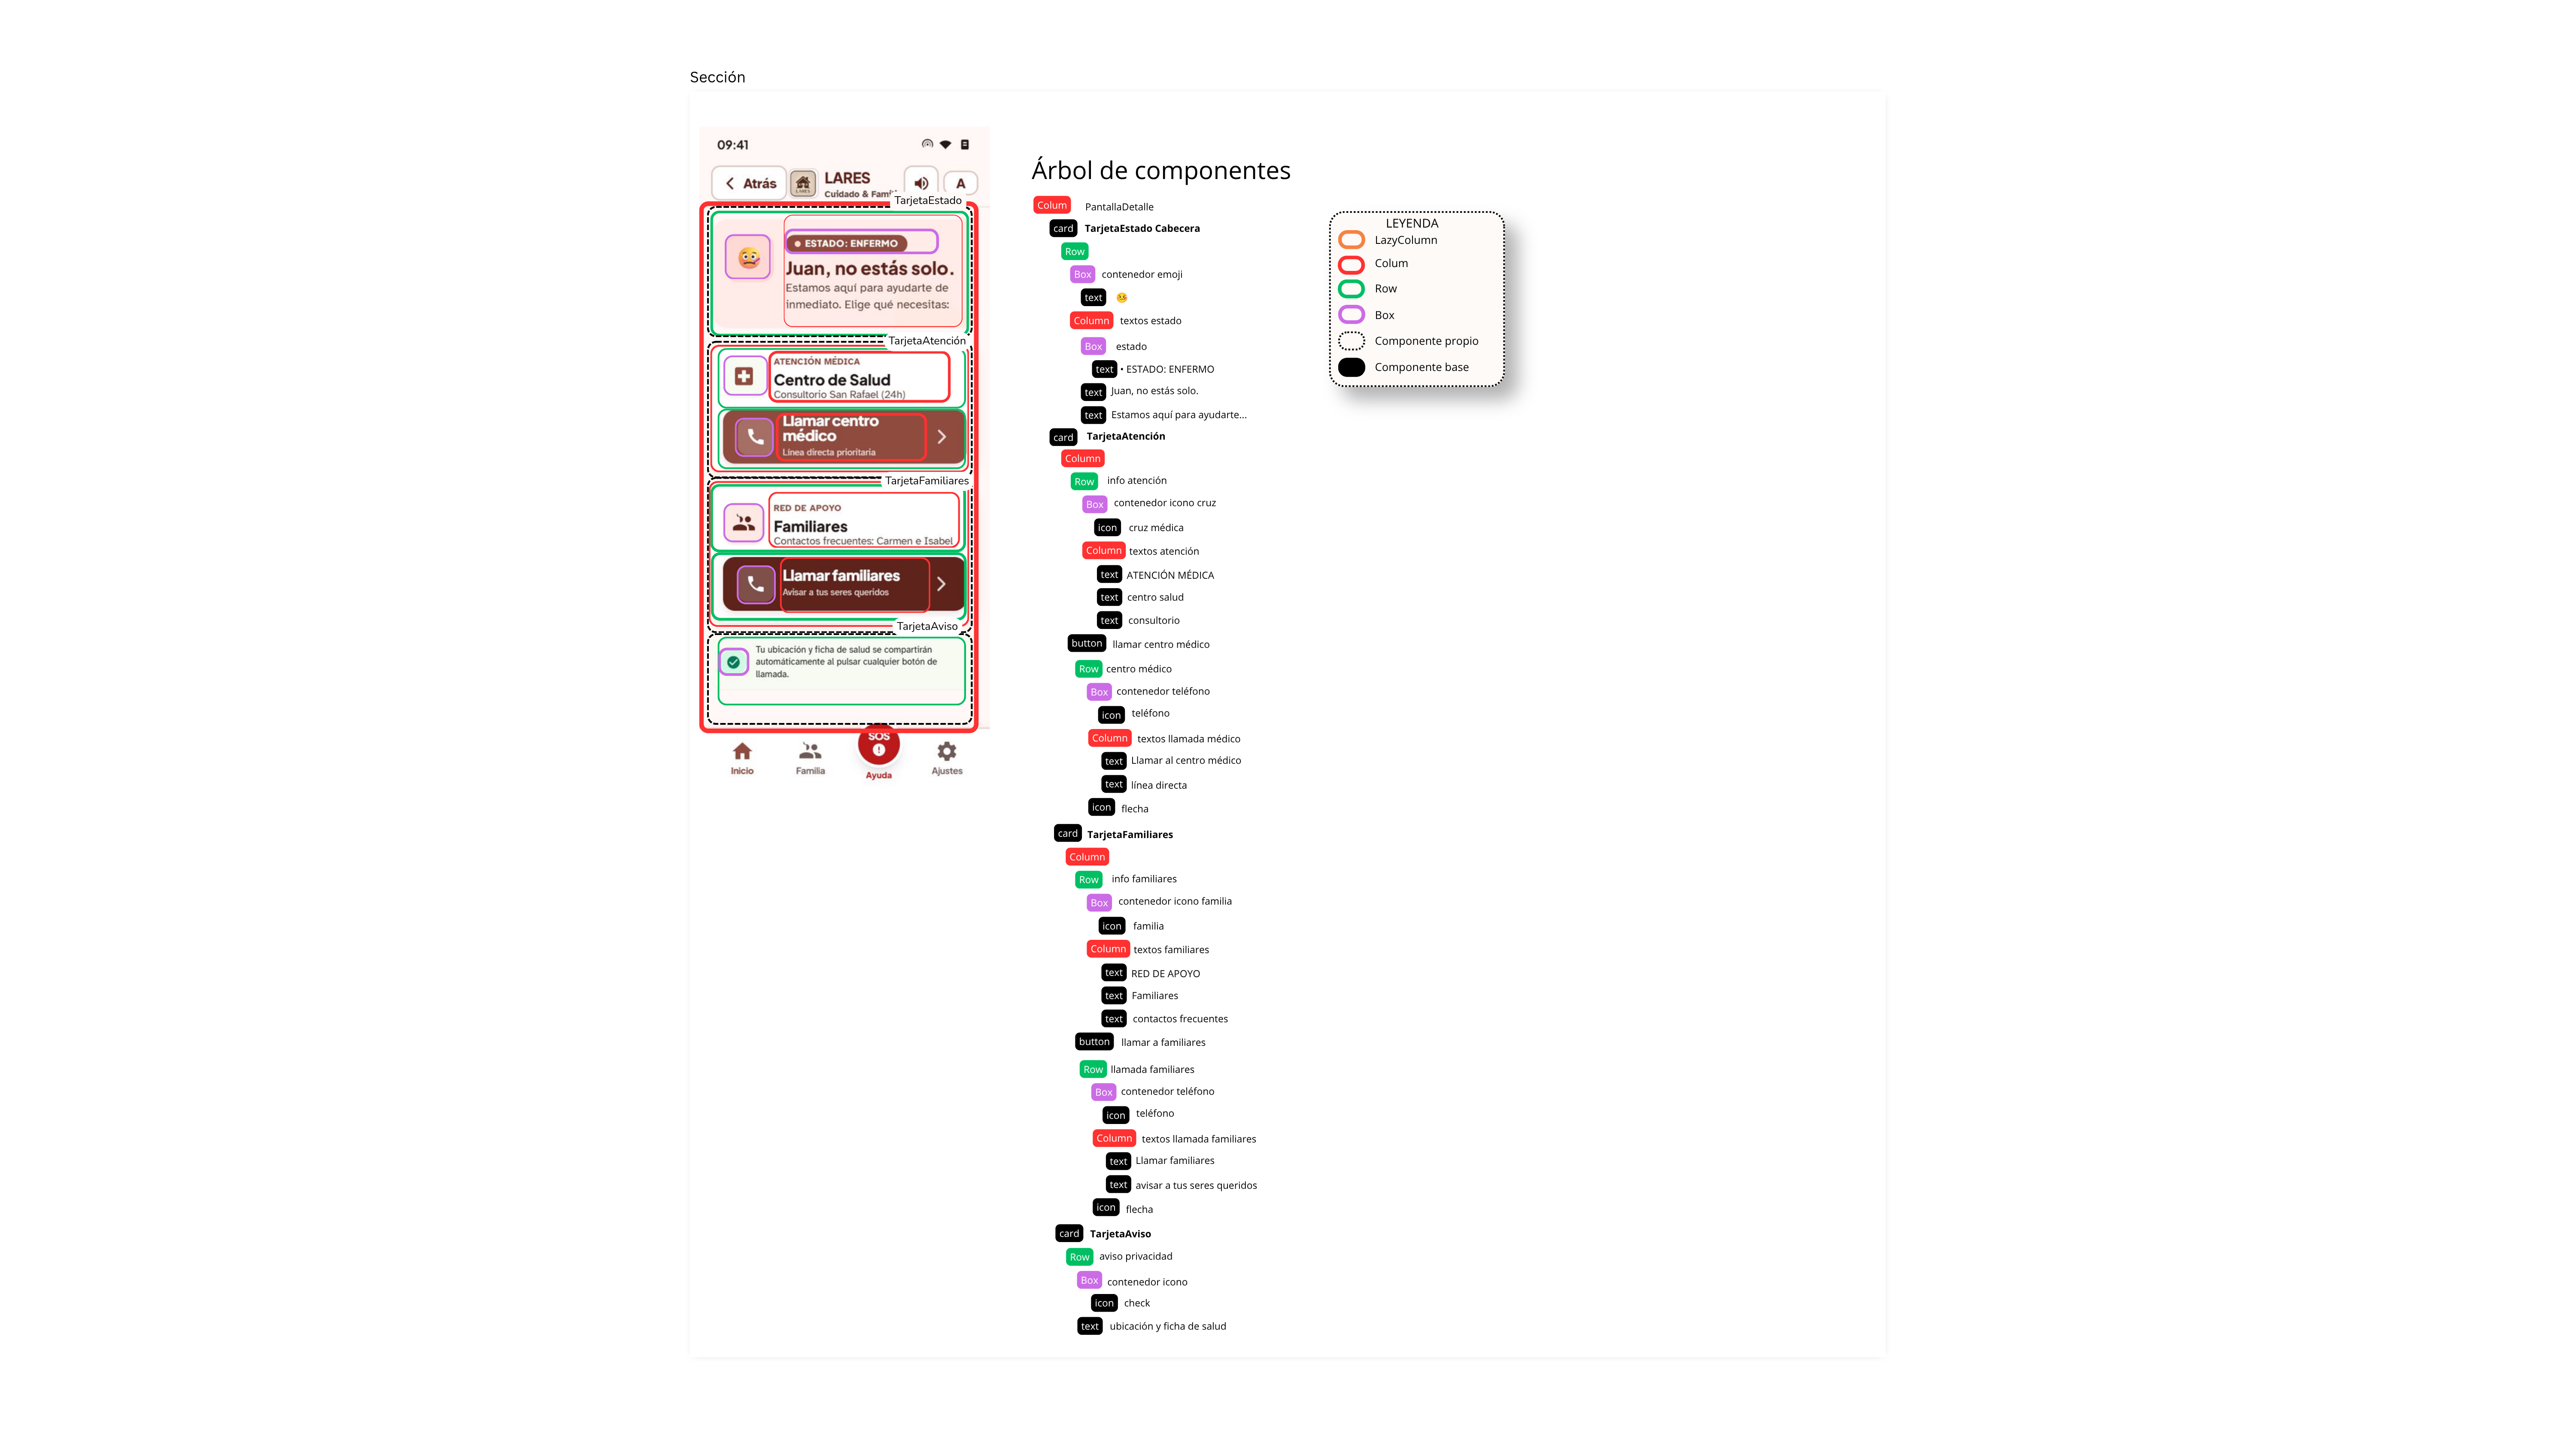 Sección
09:41
Atrás
LARES
LARES
Cuidado & Famil
A
TarjetaEstado
• ESTADO: ENFERMO
Juan, no estás solo.
Estamos aquí para ayudarte de
inmediato. Elige qué necesitas:
TarjetaAtención
ATENCIÓN MÉDICA
Centro de Salud
Consultorio San Rafael (24h)
Llamar centro
médico
Línea directa prioritaria
TarjetaFamiliares
RED DE APOYO
Familiares
Contactos frecuentes: Carmen e Isabel
Llamar familiares
Avisar a tus seres queridos
TarjetaAviso
Tu ubicación y ficha de salud se compartirán
automáticamente al pulsar cualquier botón de
llamada.
SOS
Inicio
Familia
Ayuda
Ajustes
Árbol de componentes
Colum PantallaDetalle
card TarjetaEstado Cabecera
Row
Box contenedor emoji
text 🤒
Column textos estado
Box estado
text • ESTADO: ENFERMO
text Juan, no estás solo.
text Estamos aquí para ayudarte...
card TarjetaAtención
Column
Row info atención
Box contenedor icono cruz
icon cruz médica
Column textos atención
text ATENCIÓN MÉDICA
text centro salud
text consultorio
button llamar centro médico
Row centro médico
Box contenedor teléfono
icon teléfono
Column textos llamada médico
text Llamar al centro médico
text línea directa
icon flecha
card TarjetaFamiliares
Column
Row info familiares
Box contenedor icono familia
icon familia
Column textos familiares
text RED DE APOYO
text Familiares
text contactos frecuentes
button llamar a familiares
Row llamada familiares
Box contenedor teléfono
icon teléfono
Column textos llamada familiares
text Llamar familiares
text avisar a tus seres queridos
icon flecha
card TarjetaAviso
Row aviso privacidad
Box contenedor icono
icon check
text ubicación y ficha de salud
LEYENDA
LazyColumn
Colum
Row
Box
Componente propio
Componente base